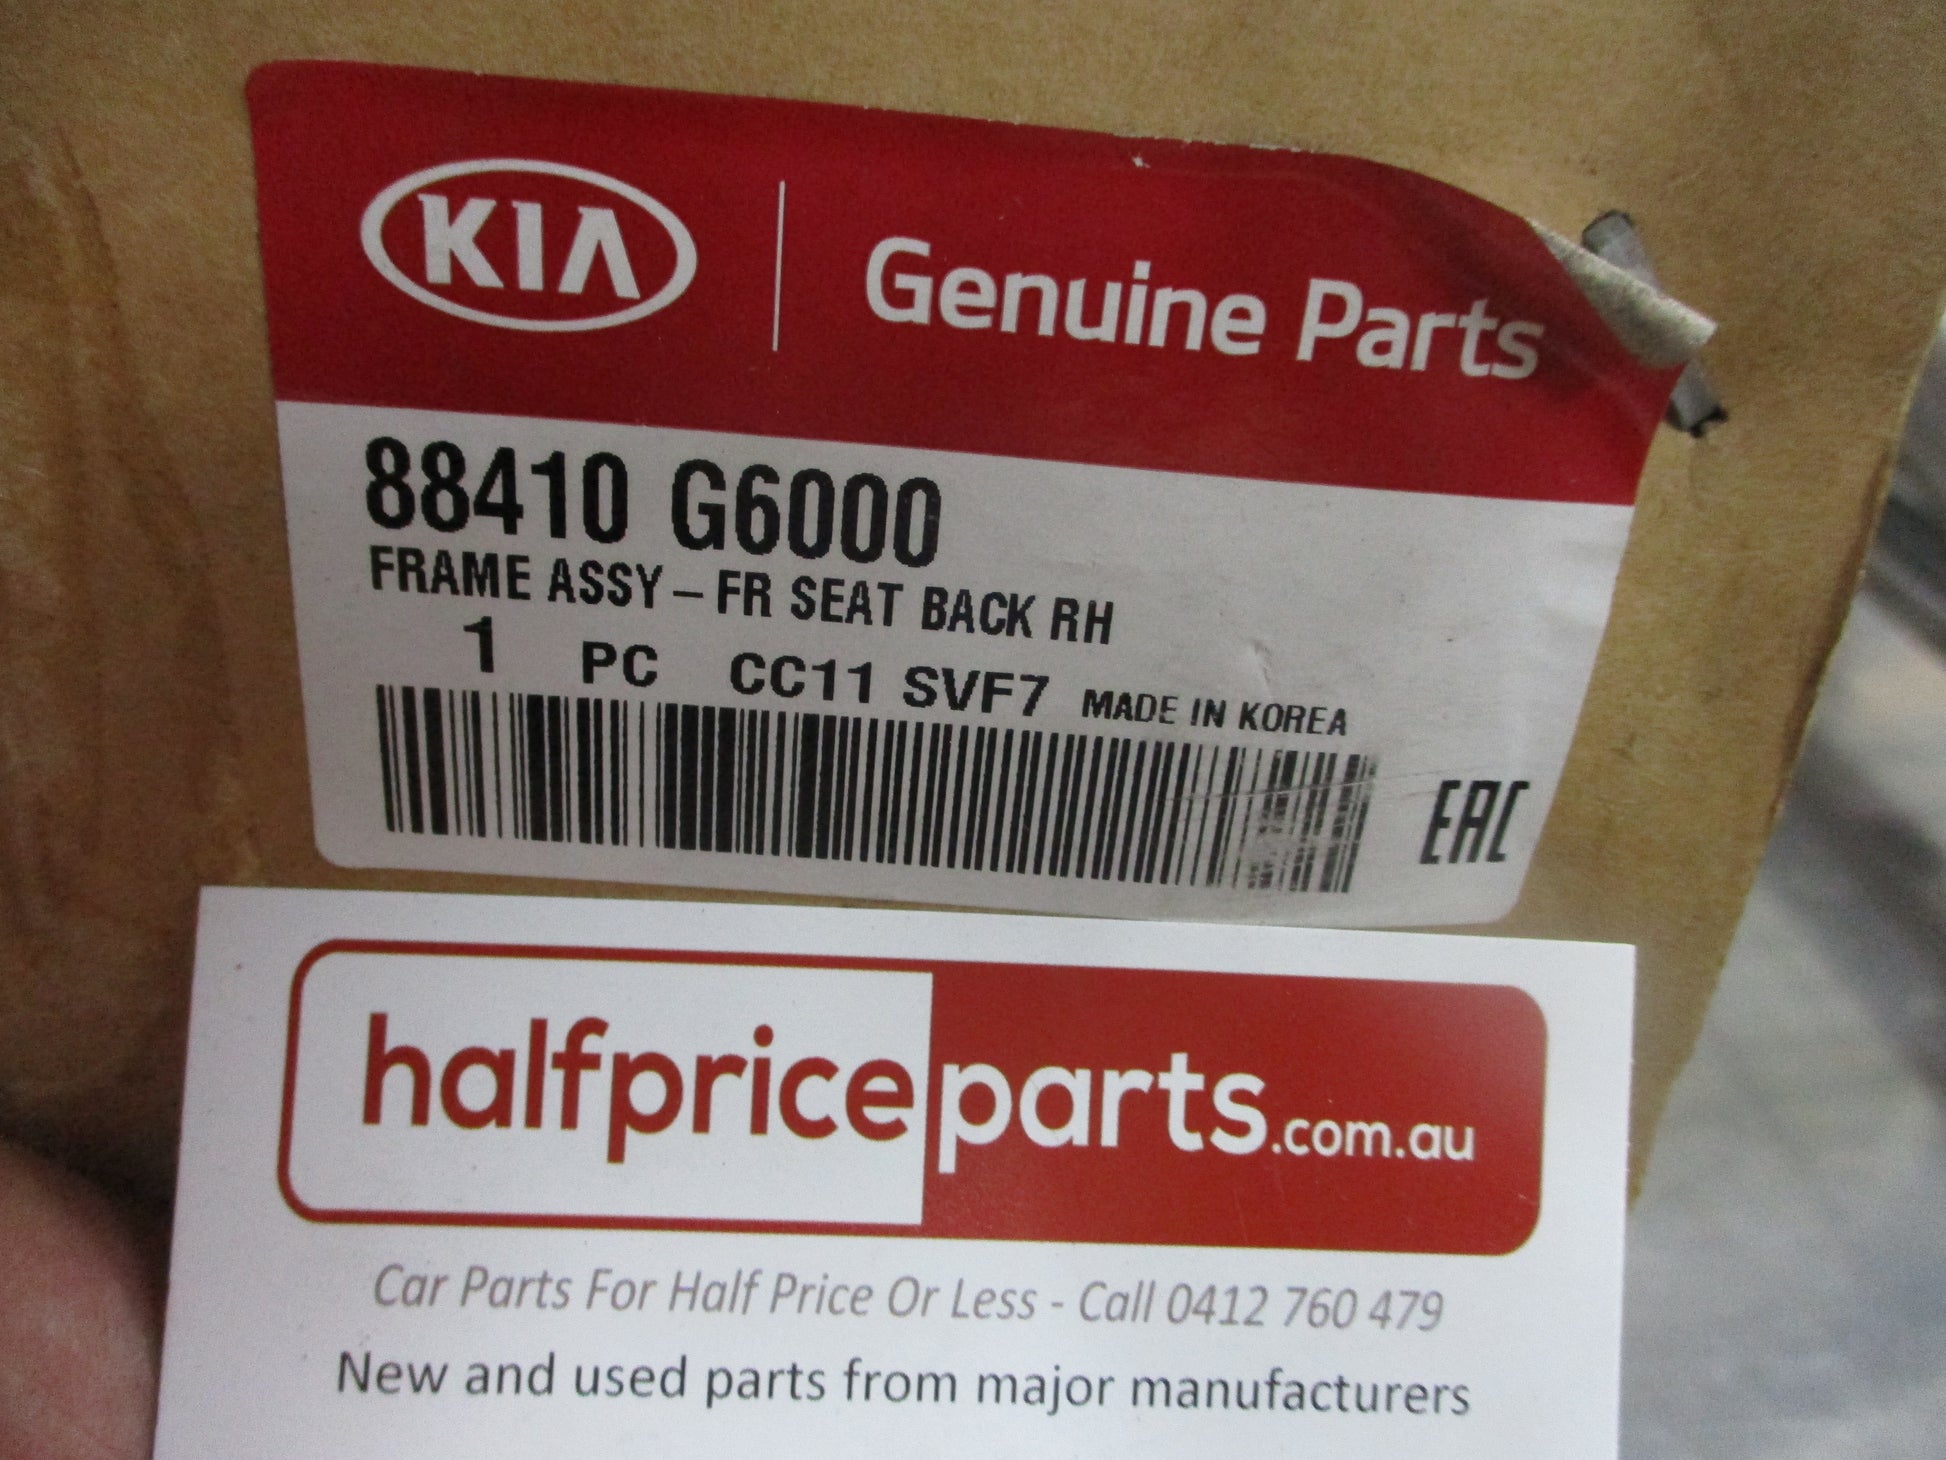 KIA Genuine Parts
88410 G6000
FRAME ASSY – FR SEAT BACK RH
1 PC CC11 SVF7 MADE IN KOREA
EAC
halfpriceparts.com.au
Car Parts For Half Price Or Less - Call 0412 760 479
New and used parts from major manufacturers